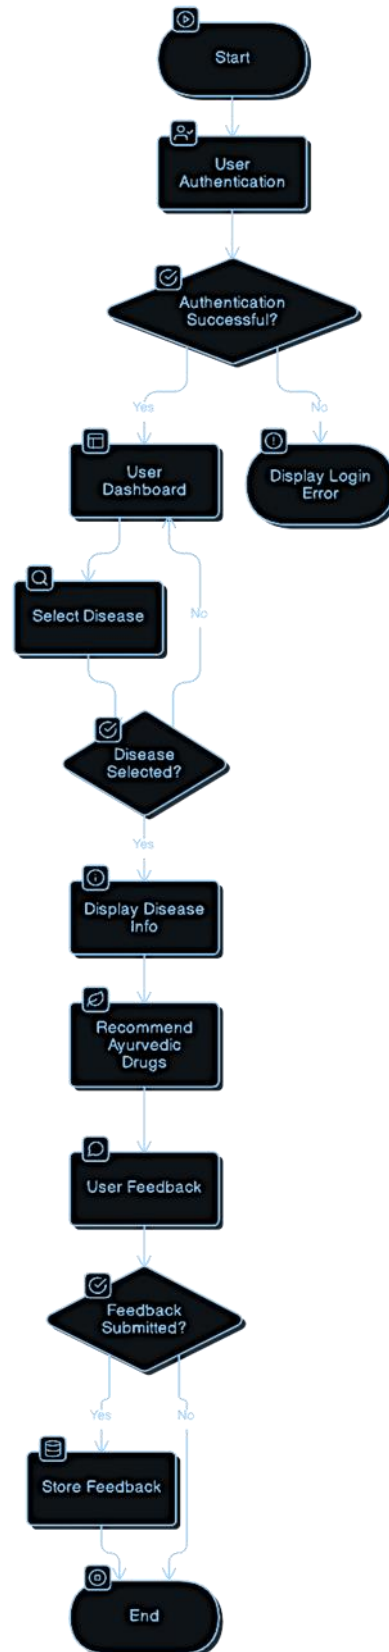 Start
User
Authentication
Authentication
Successful?
Yes
No
User
Dashboard
Display Login
Error
Select Disease
No
Disease
Selected?
Yes
Display Disease
Info
Recommend
Ayurvedic
Drugs
User Feedback
Feedback
Submitted?
Yes
No
Store Feedback
End